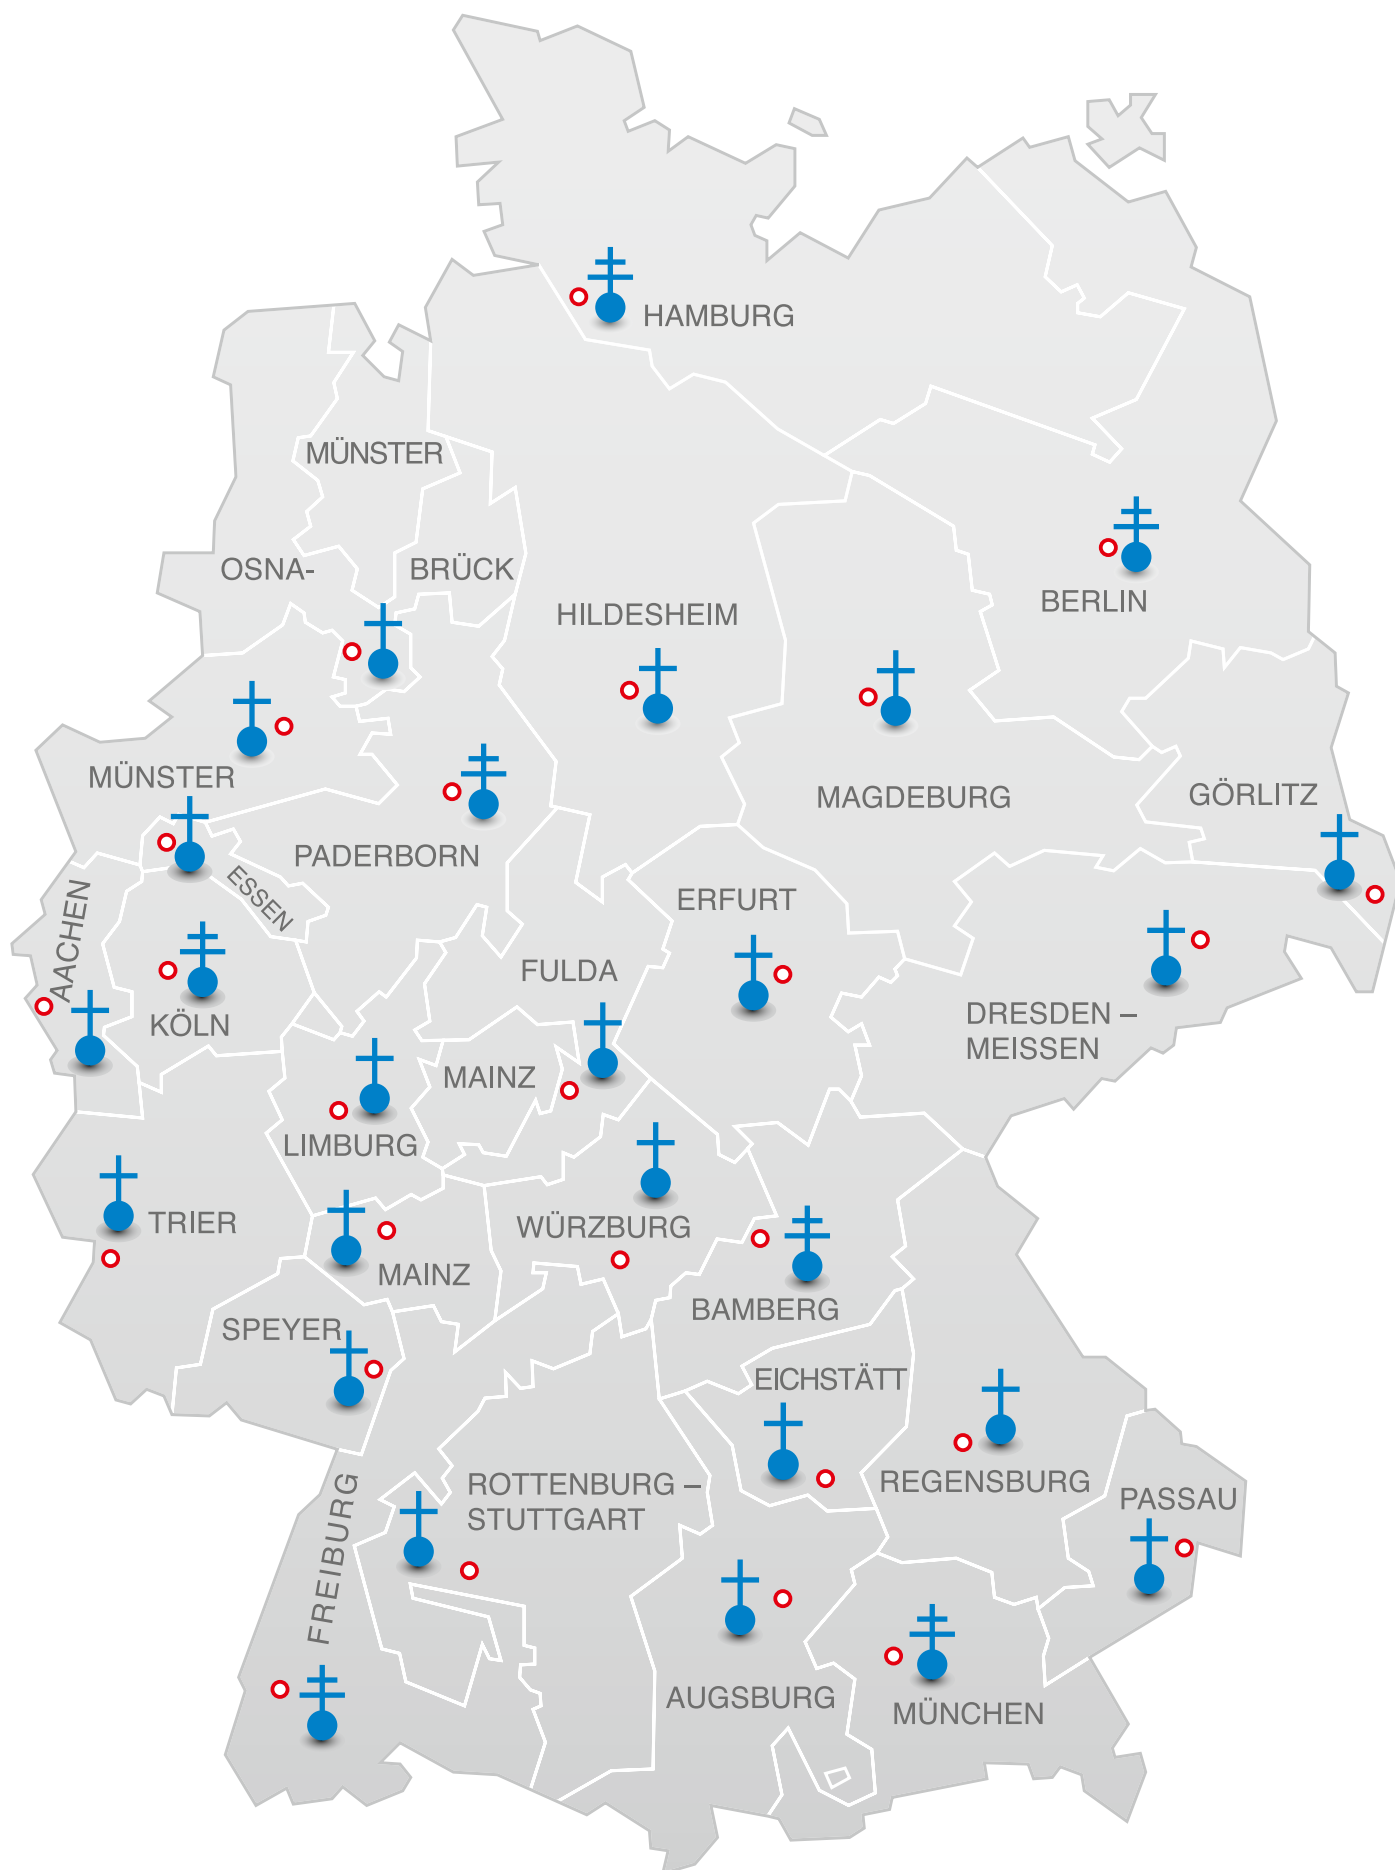 HAMBURG
MÜNSTER
OSNA-
BRÜCK
BERLIN
HILDESHEIM
MÜNSTER
MAGDEBURG
GÖRLITZ
PADERBORN
ESSEN
ERFURT
AACHEN
FULDA
KÖLN
DRESDEN –
MEISSEN
MAINZ
LIMBURG
TRIER
WÜRZBURG
MAINZ
BAMBERG
SPEYER
EICHSTÄTT
REGENSBURG
ROTTENBURG –
STUTTGART
PASSAU
FREIBURG
AUGSBURG
MÜNCHEN